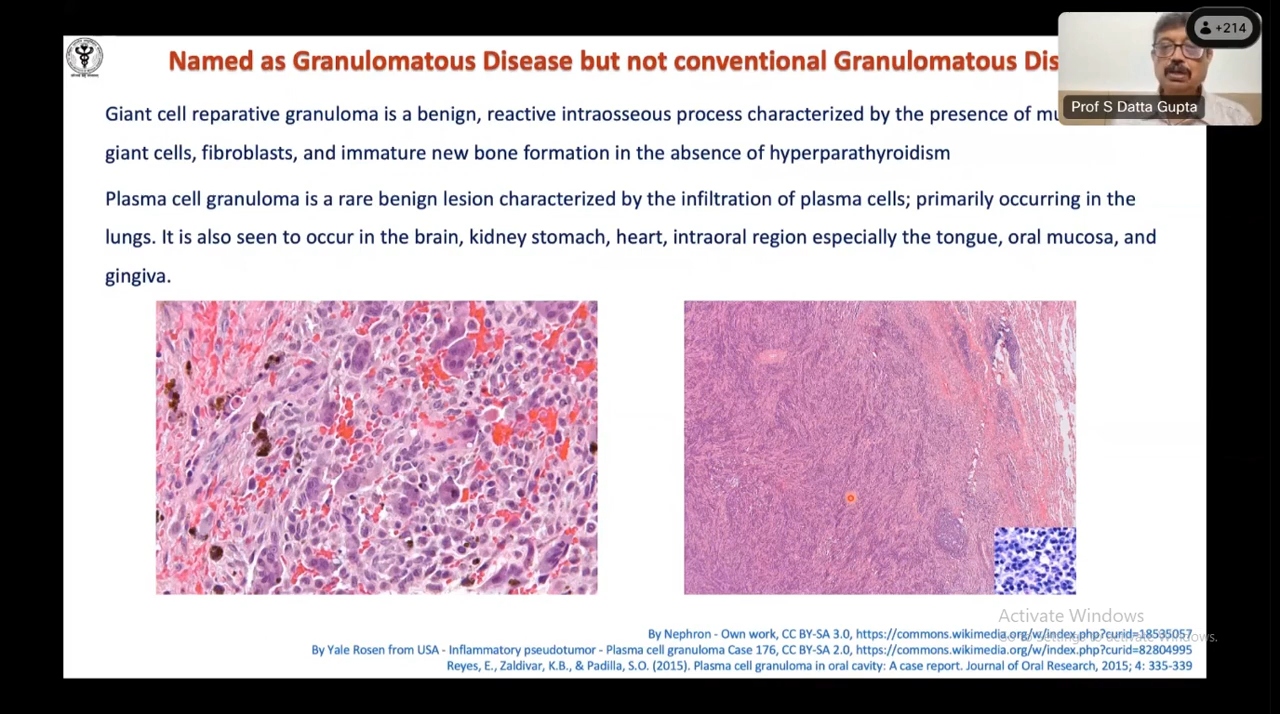 Named as Granulomatous Disease but not conventional Granulomatous Dis
+214
Prof S Datta Gupta
Giant cell reparative granuloma is a benign, reactive intraosseous process characterized by the presence of mu
giant cells, fibroblasts, and immature new bone formation in the absence of hyperparathyroidism
Plasma cell granuloma is a rare benign lesion characterized by the infiltration of plasma cells; primarily occurring in the
lungs. It is also seen to occur in the brain, kidney stomach, heart, intraoral region especially the tongue, oral mucosa, and
gingiva.
Activate Windows
Go to Settings to activate Windows.
By Nephron - Own work, CC BY-SA 3.0, https://commons.wikimedia.org/w/index.php?curid=18535057
By Yale Rosen from USA - Inflammatory pseudotumor - Plasma cell granuloma Case 176, CC BY-SA 2.0, https://commons.wikimedia.org/w/index.php?curid=82804995
Reyes, E., Zaldivar, K.B., & Padilla, S.O. (2015). Plasma cell granuloma in oral cavity: A case report. Journal of Oral Research, 2015; 4: 335-339